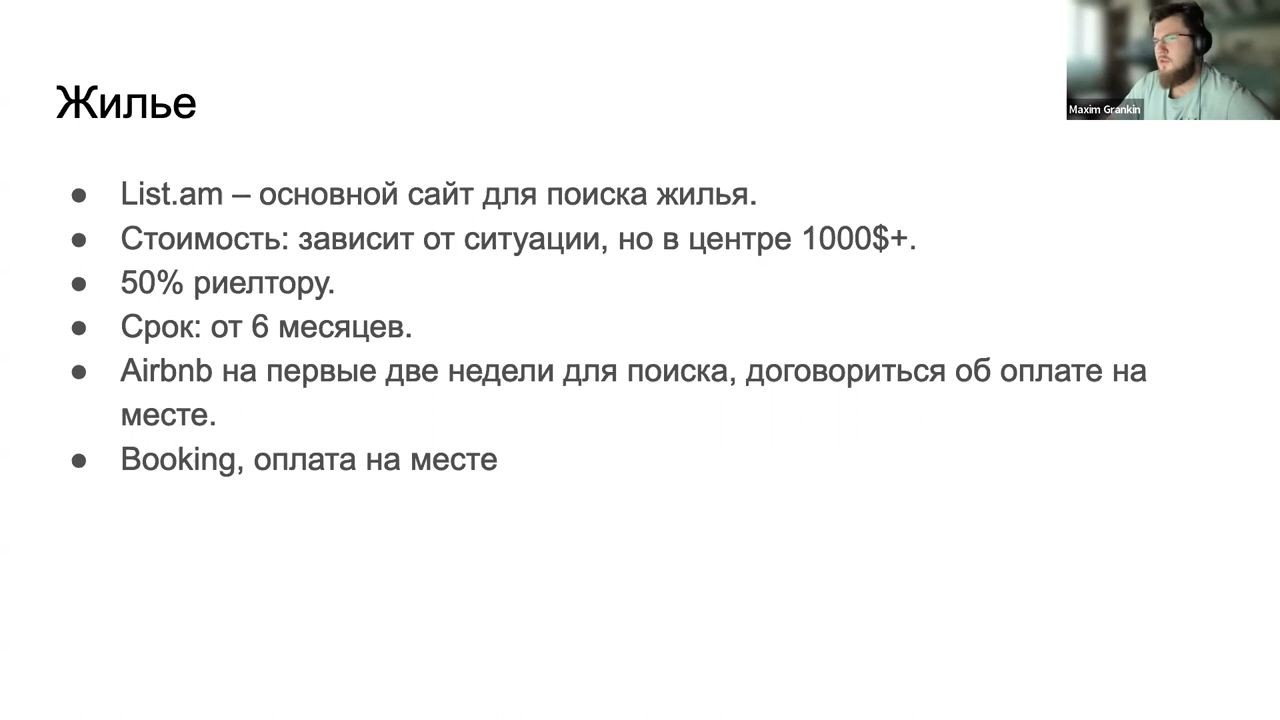 Жилье
● List.am – основной сайт для поиска жилья.
● Стоимость: зависит от ситуации, но в центре 1000$+.
● 50% риелтору.
● Срок: от 6 месяцев.
● Airbnb на первые две недели для поиска, договориться об оплате на
месте.
● Booking, оплата на месте
Maxim Grankin